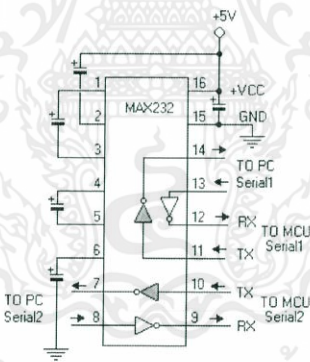 +5V
1 16 +VCC
MAX232
2 15 GND
3 14 TO PC
Serial1
4 13
5 12 RX
TO MCU
Serial1
6 11 TX
7 10 TX
TO PC
Serial2
TO MCU
Serial2
8 9 RX